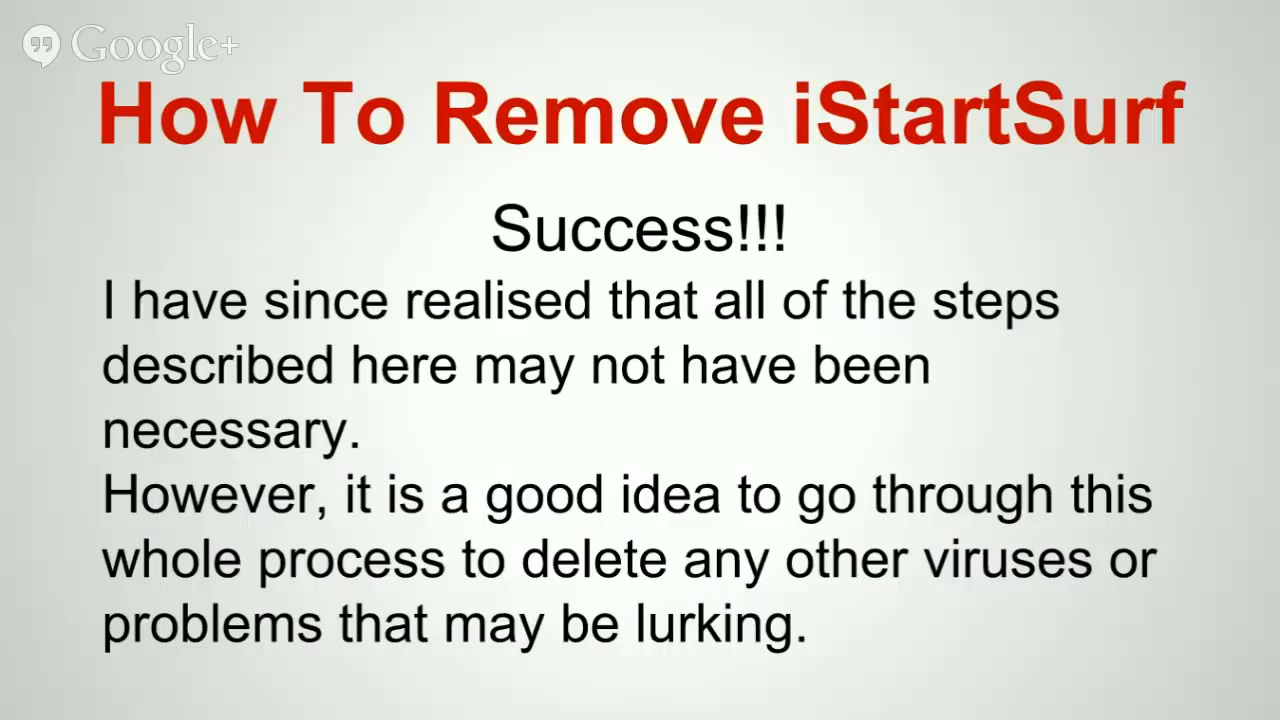 Google+
How To Remove iStartSurf
Success!!!
I have since realised that all of the steps
described here may not have been
necessary.
However, it is a good idea to go through this
whole process to delete any other viruses or
problems that may be lurking.